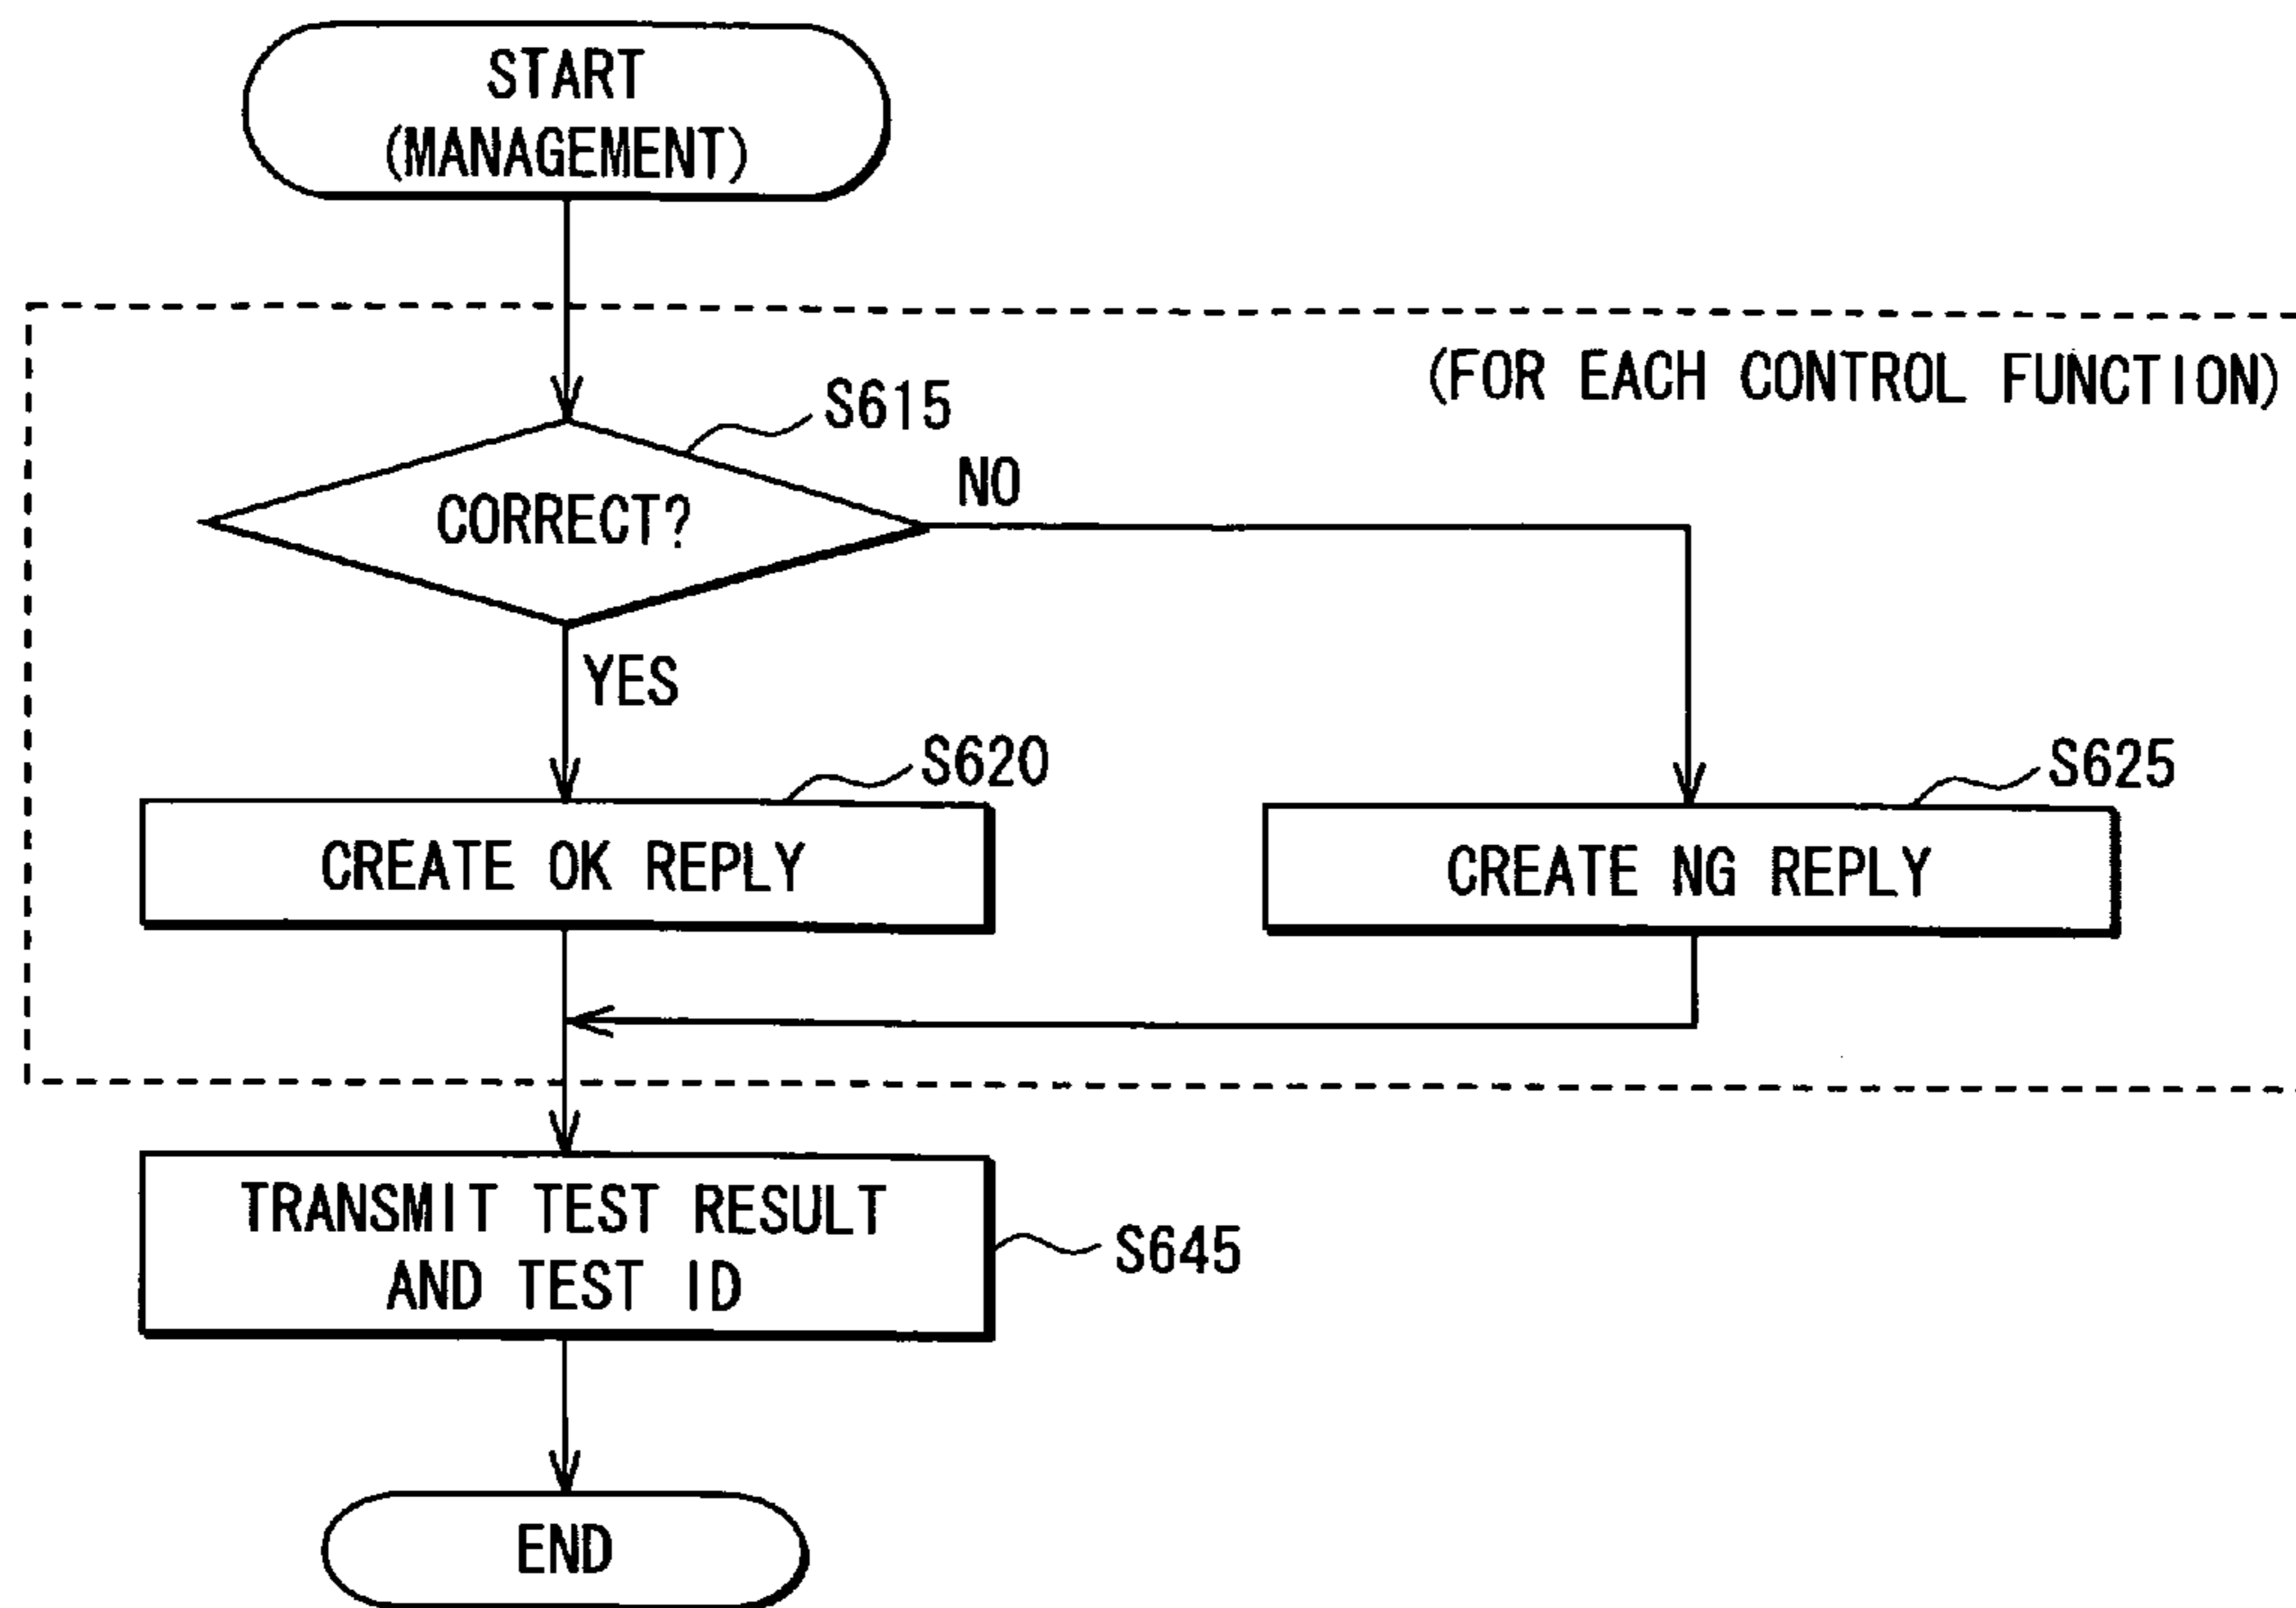 START
(MANAGEMENT)
(FOR EACH CONTROL FUNCTION)
S615
CORRECT?
NO
YES
S620
CREATE OK REPLY
S625
CREATE NG REPLY
TRANSMIT TEST RESULT
AND TEST ID
S645
END